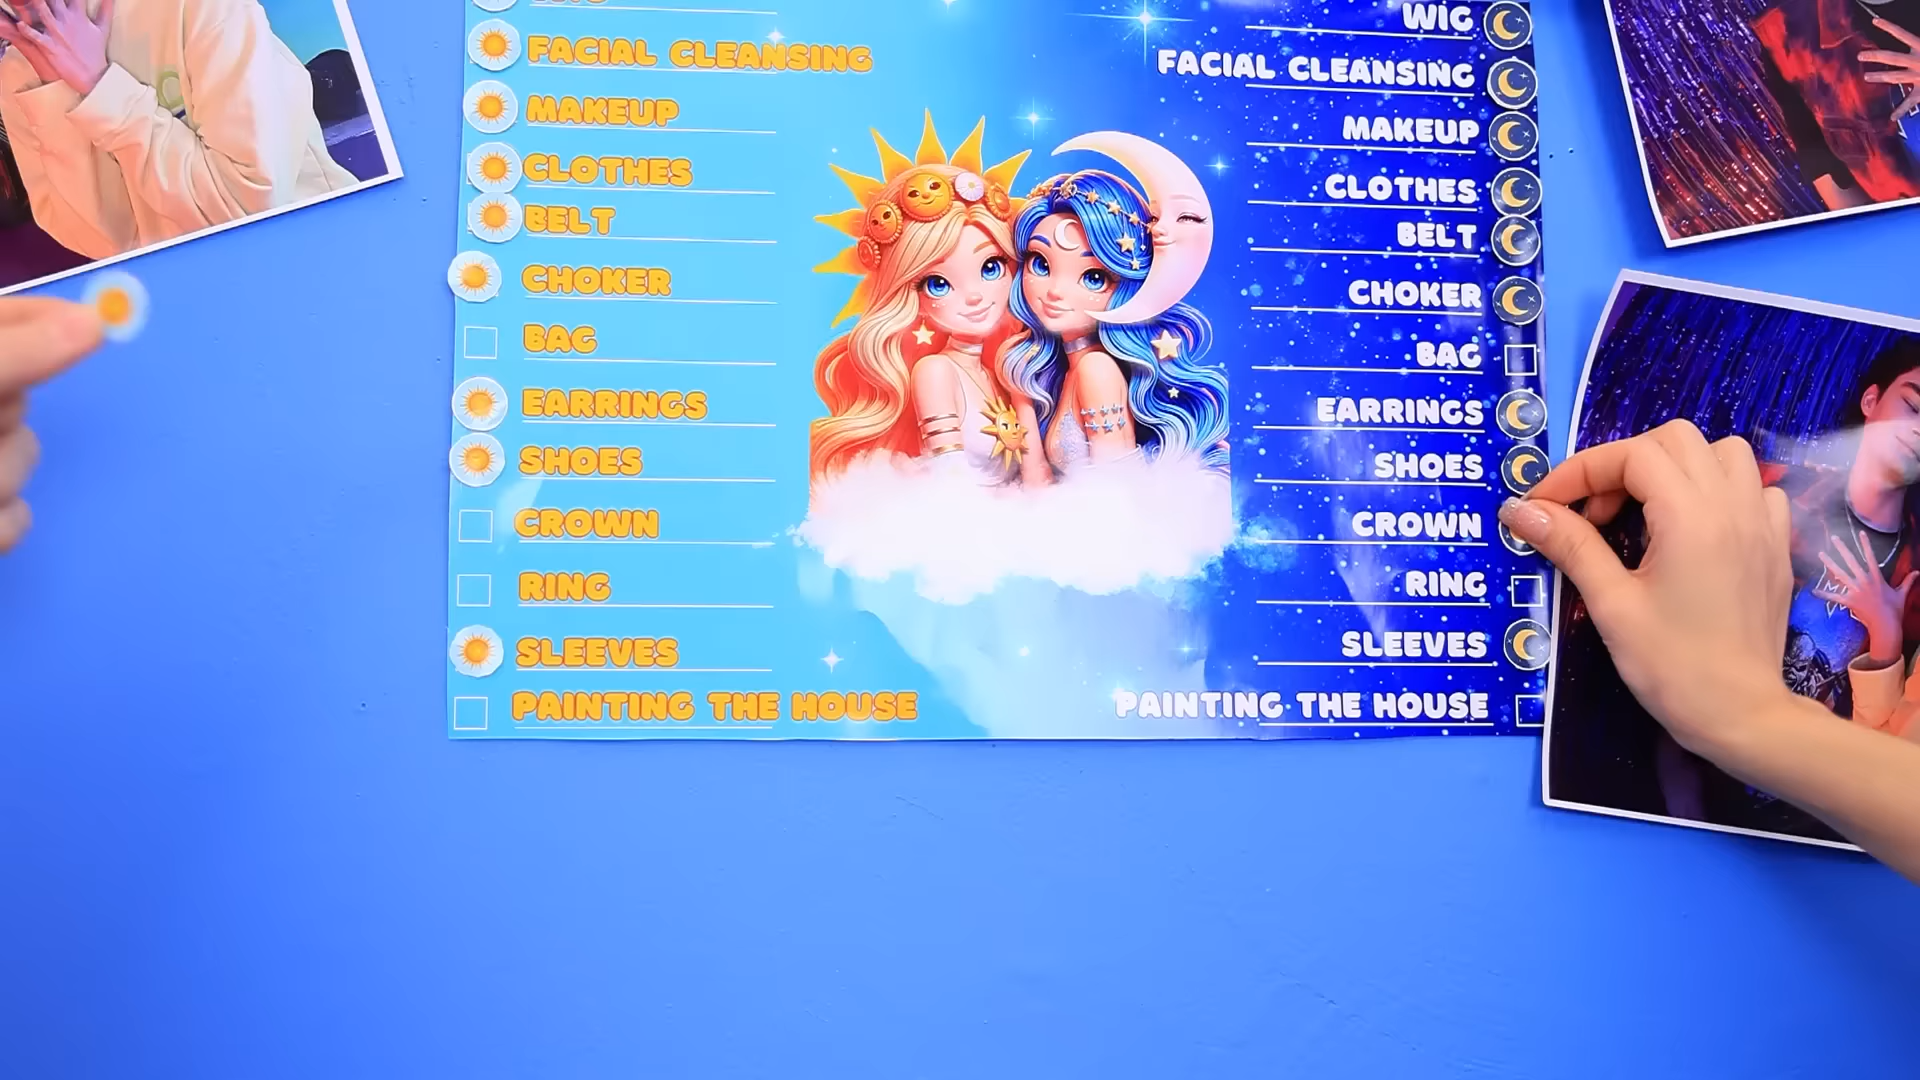 WIG
FACIAL CLEANSING
MAKEUP
CLOTHES
BELT
CHOKER
BAG
EARRINGS
SHOES
CROWN
RING
SLEEVES
PAINTING THE HOUSE
WIG
FACIAL CLEANSING
MAKEUP
CLOTHES
BELT
CHOKER
BAG
EARRINGS
SHOES
CROWN
RING
SLEEVES
PAINTING THE HOUSE